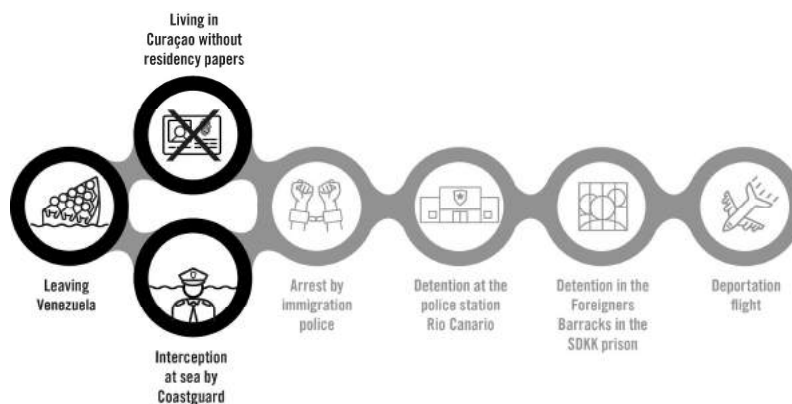 Living in
Curaçao without
residency papers
Leaving
Venezuela
Interception
at sea by
Coastguard
Arrest by
immigration
police
Detention at the
police station
Rio Canario
Detention in the
Foreigners
Barracks in the
SDKK prison
Deportation
flight